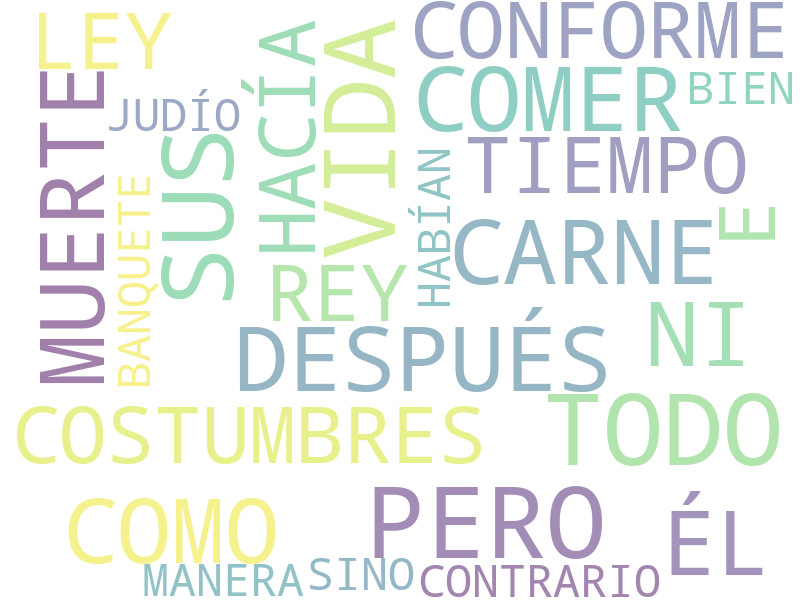 LEY
CONFORME
MUERTE
JUDÍO
HACÍA
VIDA
COMER
BIEN
BANQUETE
SUS
HABÍAN
TIEMPO
REY
CARNE
E
DESPUÉS
NI
COSTUMBRES
TODO
COMO
PERO
ÉL
MANERA
SINO
CONTRARIO